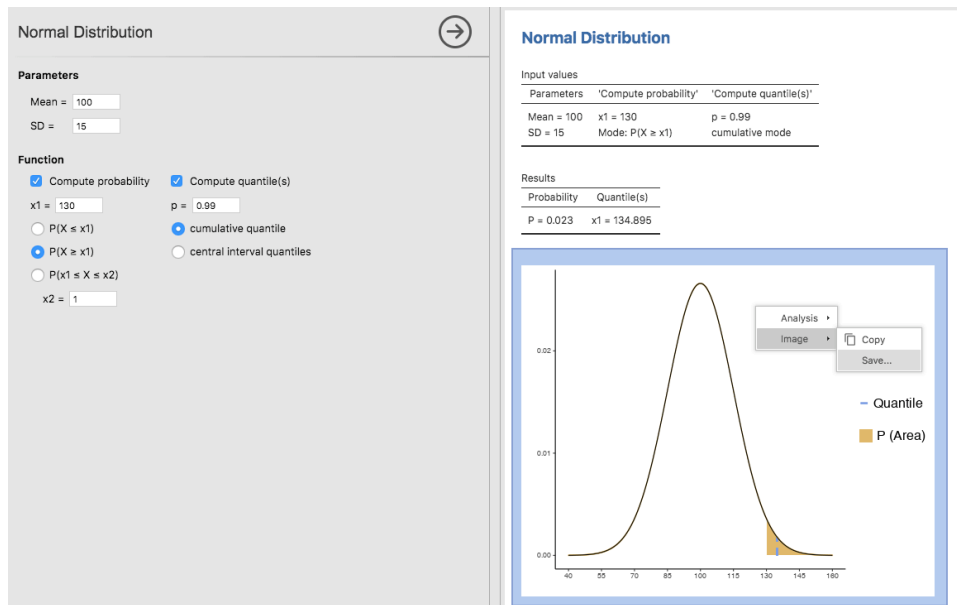 Normal Distribution
Parameters
Mean = 100
SD = 15
Function
Compute probability Compute quantile(s)
x1 = 130 p = 0.99
P(X ≤ x1) cumulative quantile
P(X ≥ x1) central interval quantiles
P(x1 ≤ X ≤ x2)
x2 = 1
Normal Distribution
Input values
Parameters 'Compute probability' 'Compute quantile(s)'
Mean = 100 x1 = 130 p = 0.99
SD = 15 Mode: P(X ≥ x1) cumulative mode
Results
Probability Quantile(s)
P = 0.023 x1 = 134.895
Analysis
Image Copy
Save...
0.02
Quantile
P (Area)
0.01
0.00
40 55 70 85 100 115 130 145 160